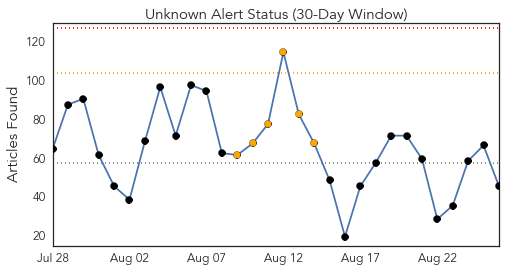 Unknown Alert Status (30-Day Window)
Articles Found
120
100
80
60
40
20
Jul 28 Aug 02 Aug 07 Aug 12 Aug 17 Aug 22